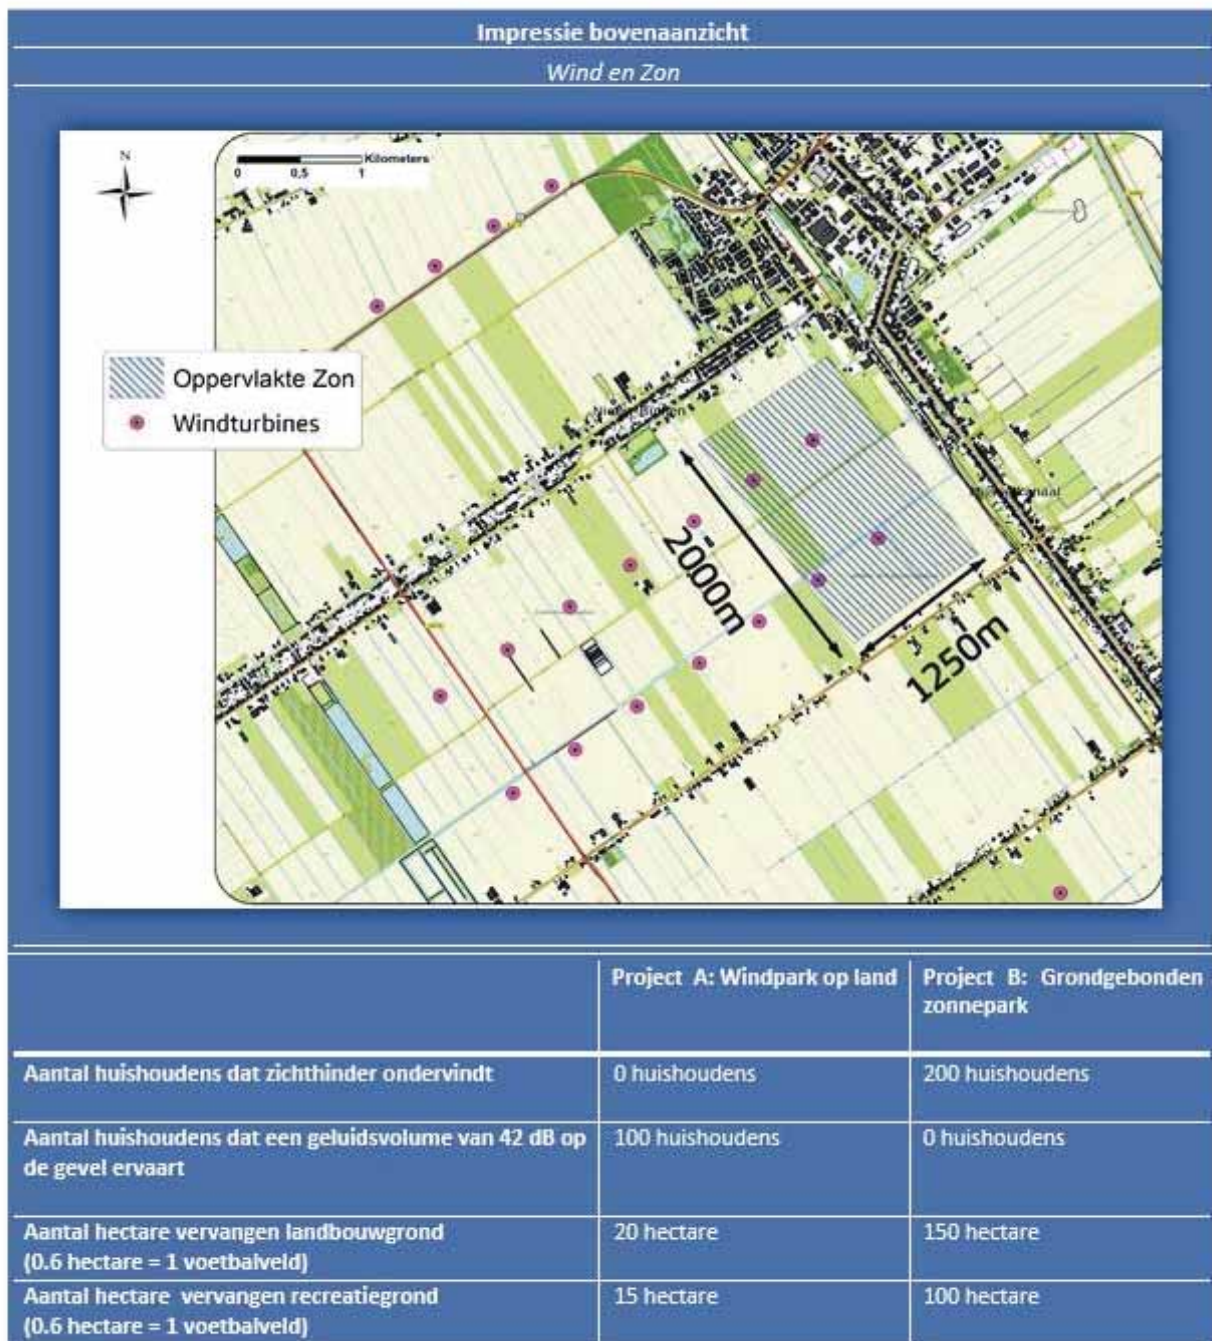 Impressie bovenaanzicht
Wind en Zon
N
Kilometers
0 0,5 1
Oppervlakte Zon
Windturbines
2000m
1250m
Project A: Windpark op land
Project B: Grondgebonden
zonnepark
Aantal huishoudens dat zichthinder ondervindt
0 huishoudens
200 huishoudens
Aantal huishoudens dat een geluidsvolume van 42 dB op
de gevel ervaart
100 huishoudens
0 huishoudens
Aantal hectare vervangen landbouwgrond
(0.6 hectare = 1 voetbalveld)
20 hectare
150 hectare
Aantal hectare vervangen recreatiegrond
(0.6 hectare = 1 voetbalveld)
15 hectare
100 hectare